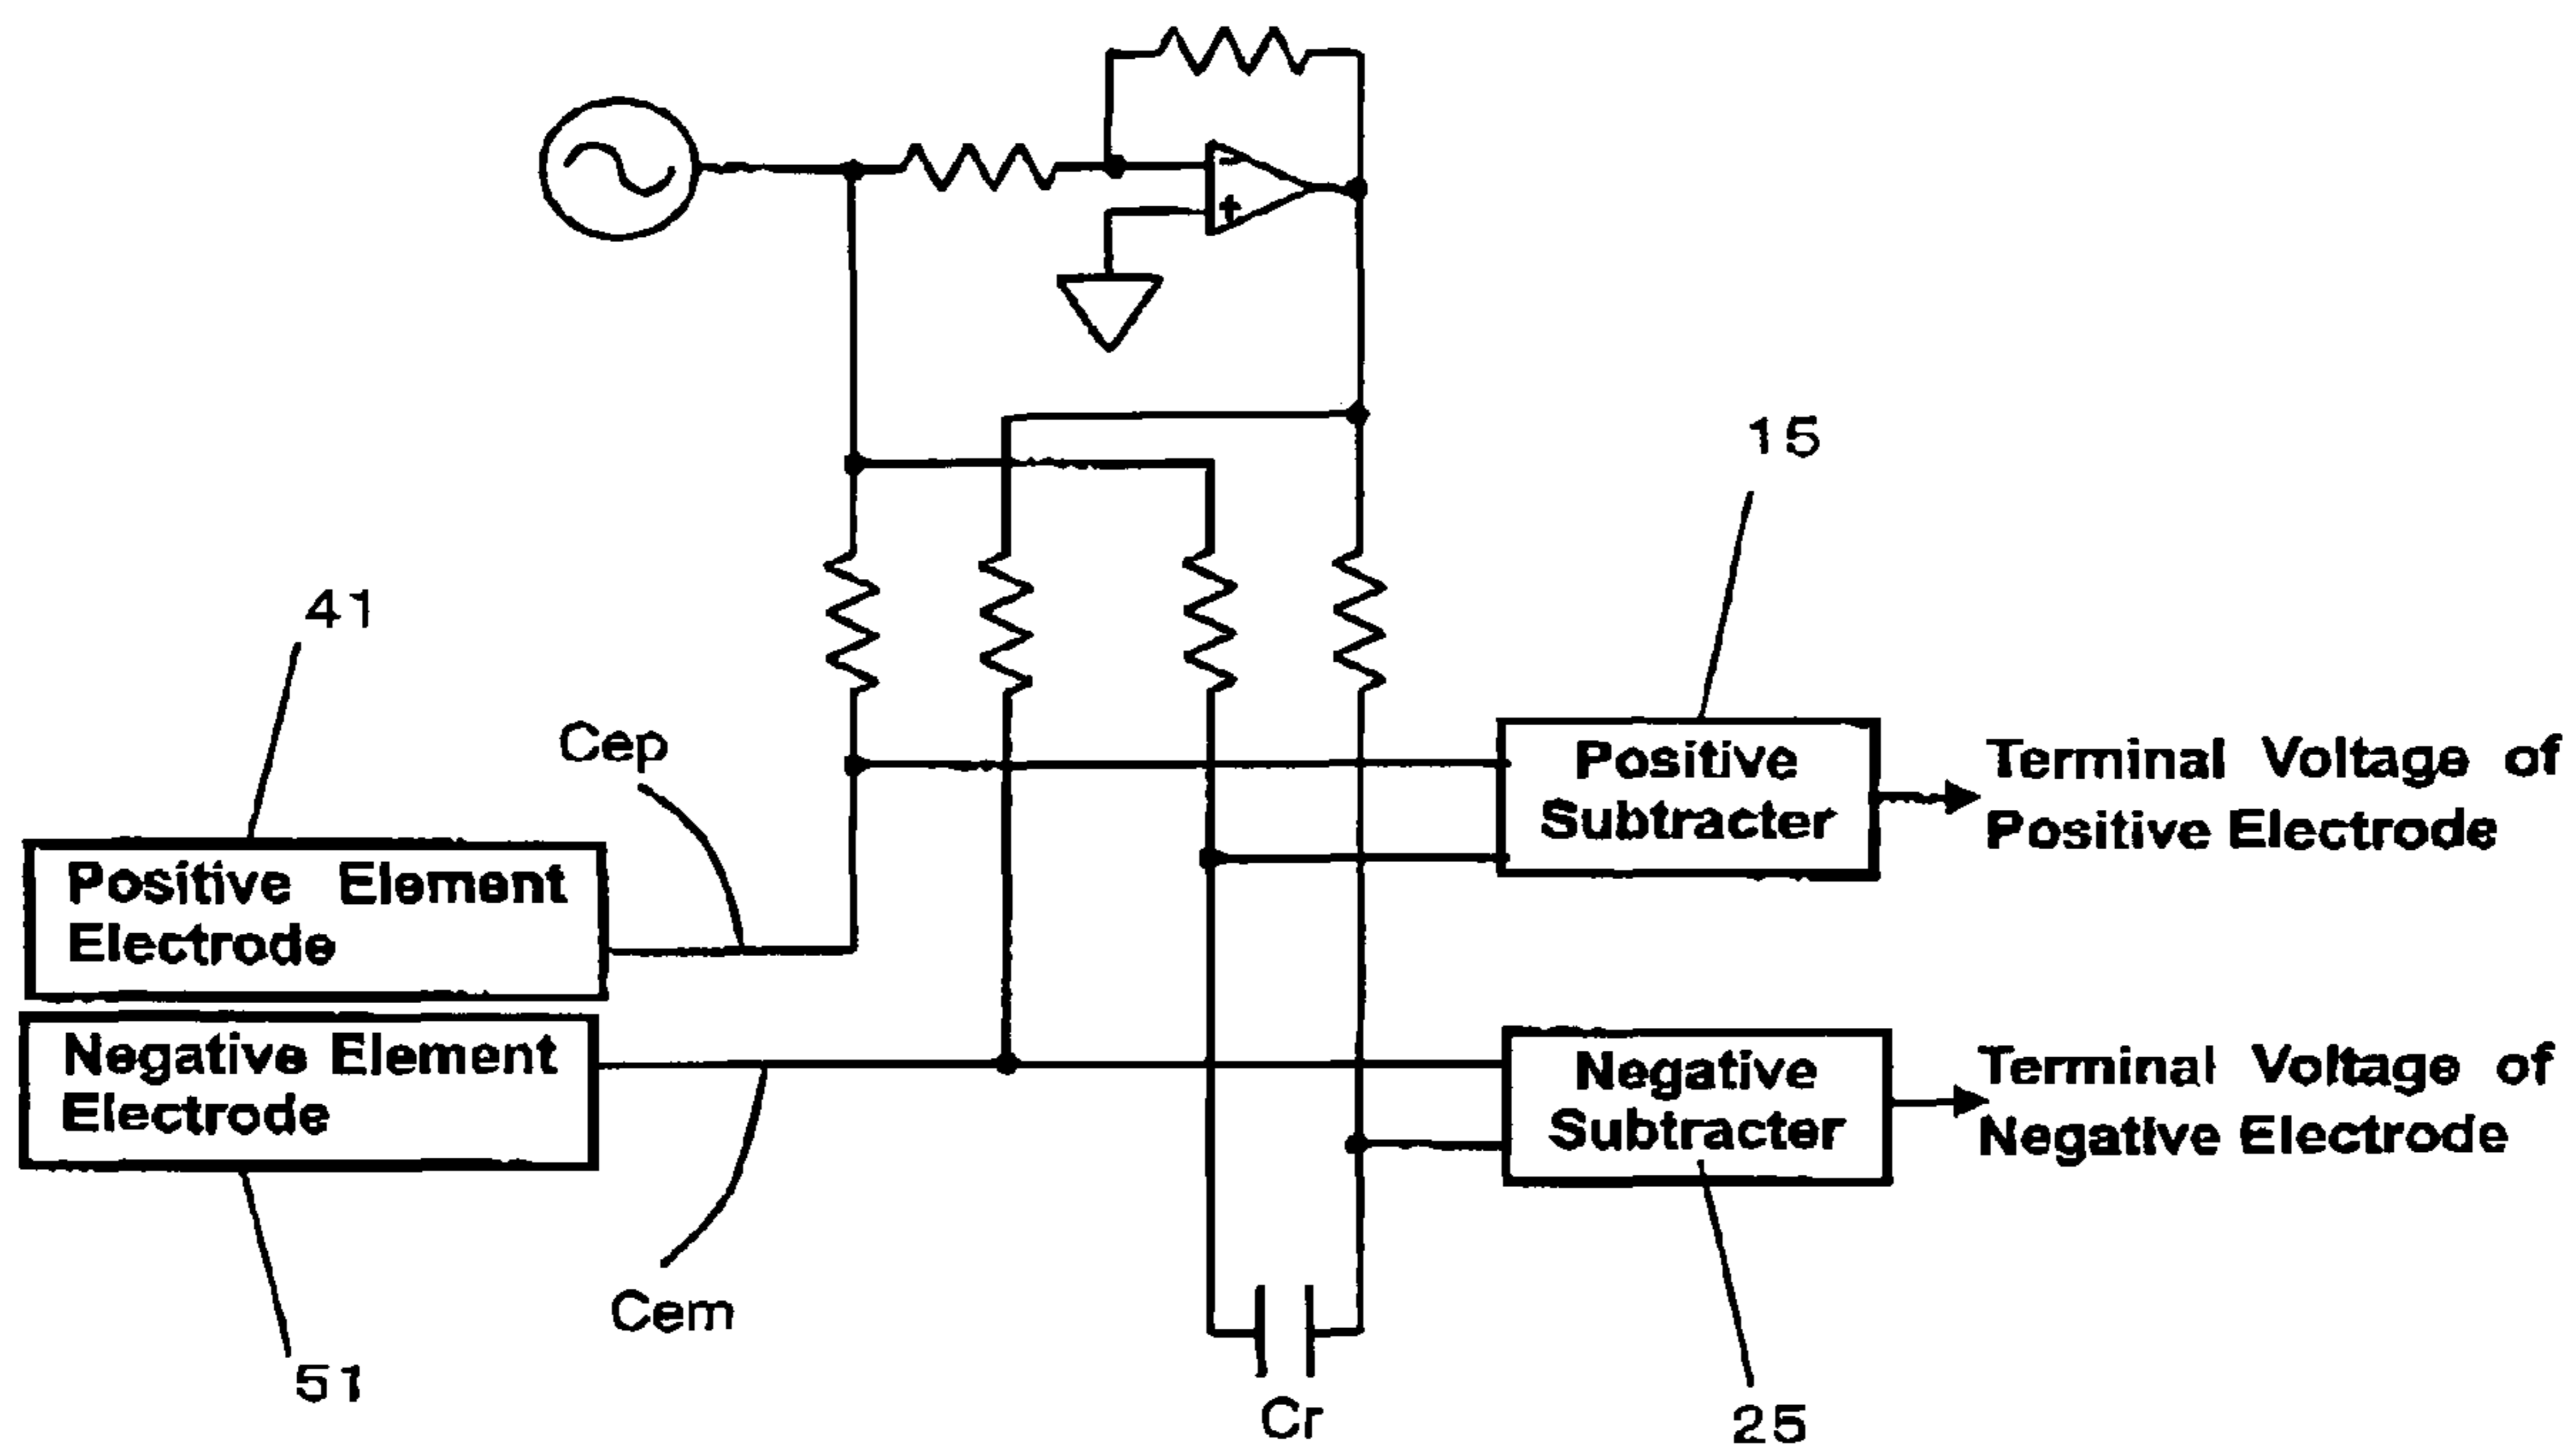 -
+
15
41
Cep
Positive
Subtracter
Terminal Voltage of
Positive Electrode
Positive Element
Electrode
Negative Element
Electrode
Negative
Subtracter
Terminal Voltage of
Negative Electrode
Cem
51
Cr
25